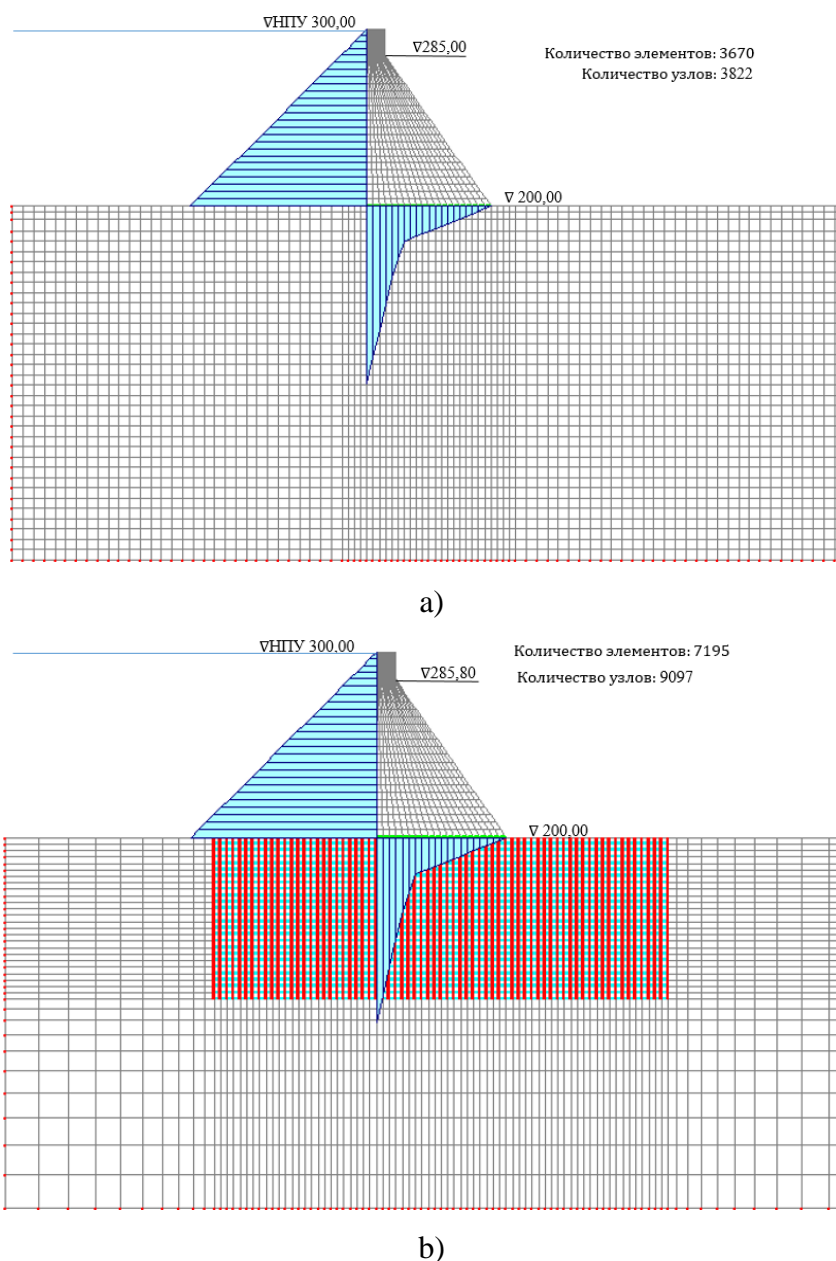 ∇НПУ 300,00
∇285,00
Количество элементов: 3670
Количество узлов: 3822
∇ 200,00
a)
∇НПУ 300,00
Количество элементов: 7195
∇285,80
Количество узлов: 9097
∇ 200,00
b)